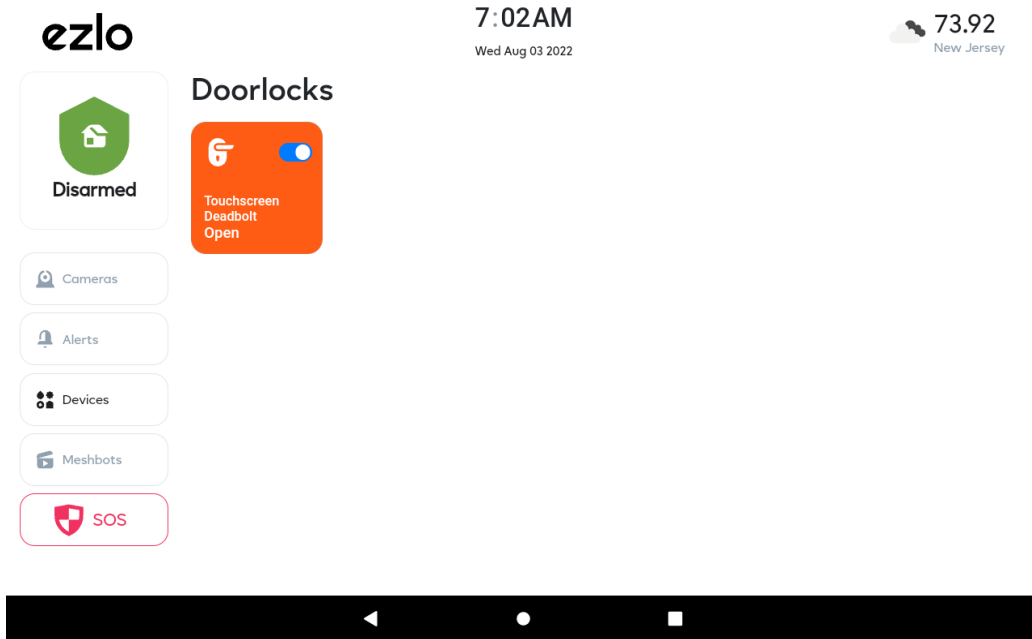 ezlo
7:02AM
Wed Aug 03 2022
73.92
New Jersey
Disarmed
Cameras
Alerts
Devices
Meshbots
SOS
Doorlocks
Touchscreen
Deadbolt
Open